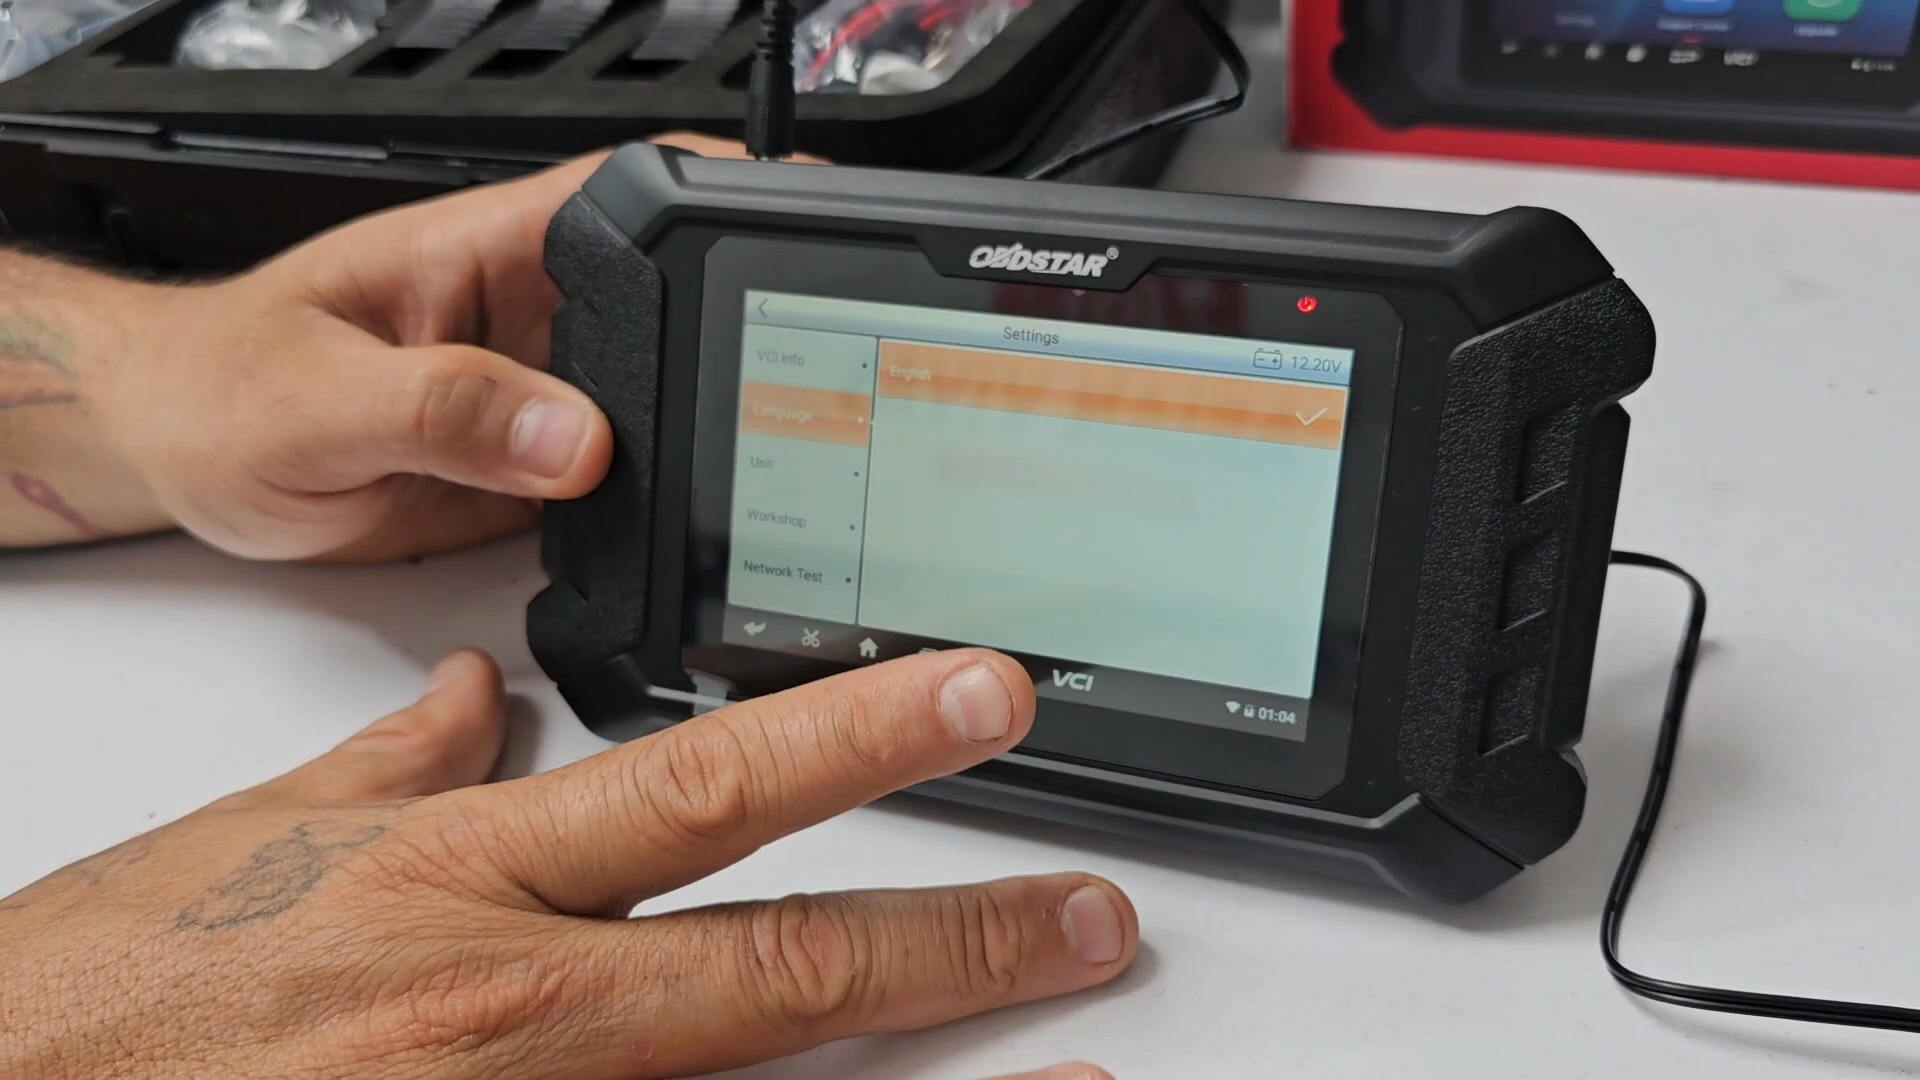 OBDSTAR®
Settings
12.20V
VCI Info
English
Language
Unit
Workshop
Network Test
VCI
01:04